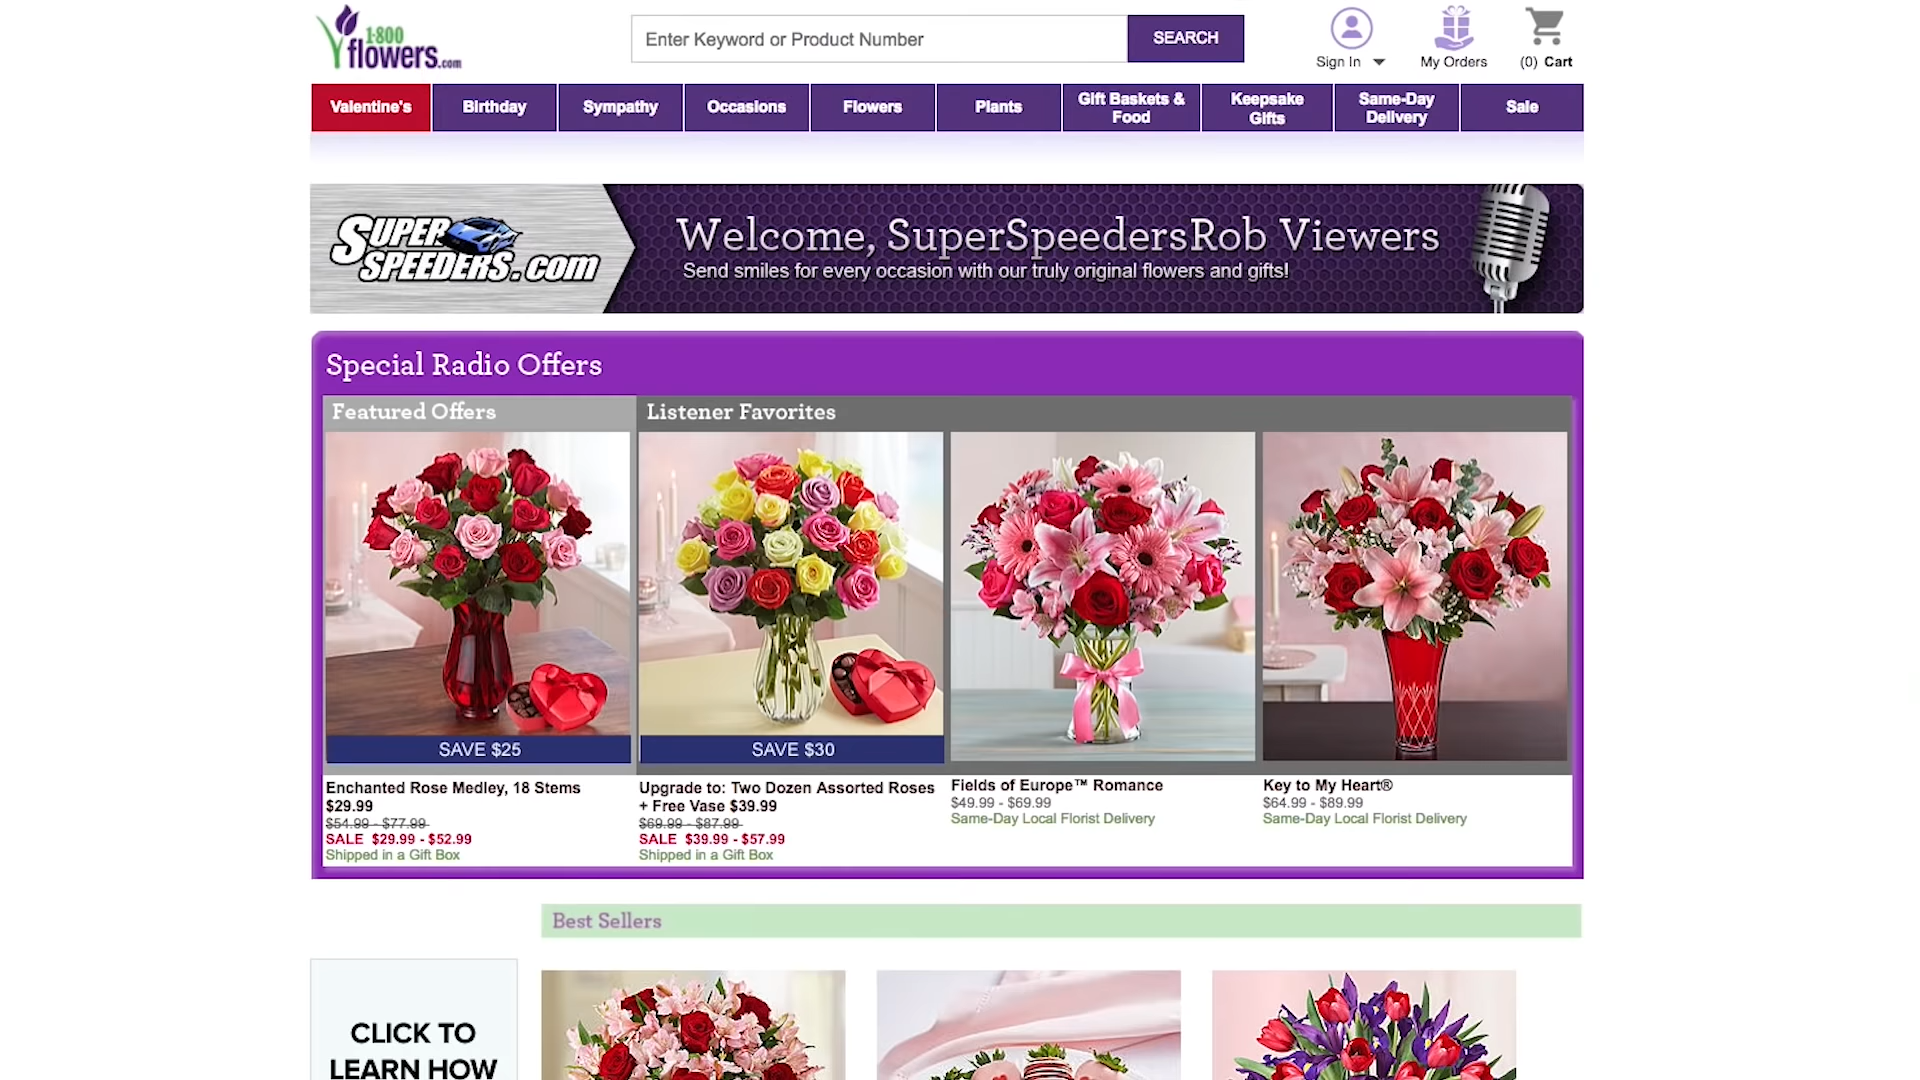 1·800
flowers.com
Enter Keyword or Product Number
SEARCH
Sign In
My Orders
(0) Cart
Valentine's
Birthday
Sympathy
Occasions
Flowers
Plants
Gift Baskets &
Food
Keepsake
Gifts
Same-Day
Delivery
Sale
SUPER
SPEEDERS.com
Welcome, SuperSpeedersRob Viewers
Send smiles for every occasion with our truly original flowers and gifts!
Special Radio Offers
Featured Offers
Listener Favorites
SAVE $25
SAVE $30
Enchanted Rose Medley, 18 Stems
$29.99
$54.99 - $77.99
SALE $29.99 - $52.99
Shipped in a Gift Box
Upgrade to: Two Dozen Assorted Roses
+ Free Vase $39.99
$69.99 - $87.99
SALE $39.99 - $57.99
Shipped in a Gift Box
Fields of Europe™ Romance
$49.99 - $69.99
Same-Day Local Florist Delivery
Key to My Heart®
$64.99 - $89.99
Same-Day Local Florist Delivery
Best Sellers
CLICK TO
LEARN HOW